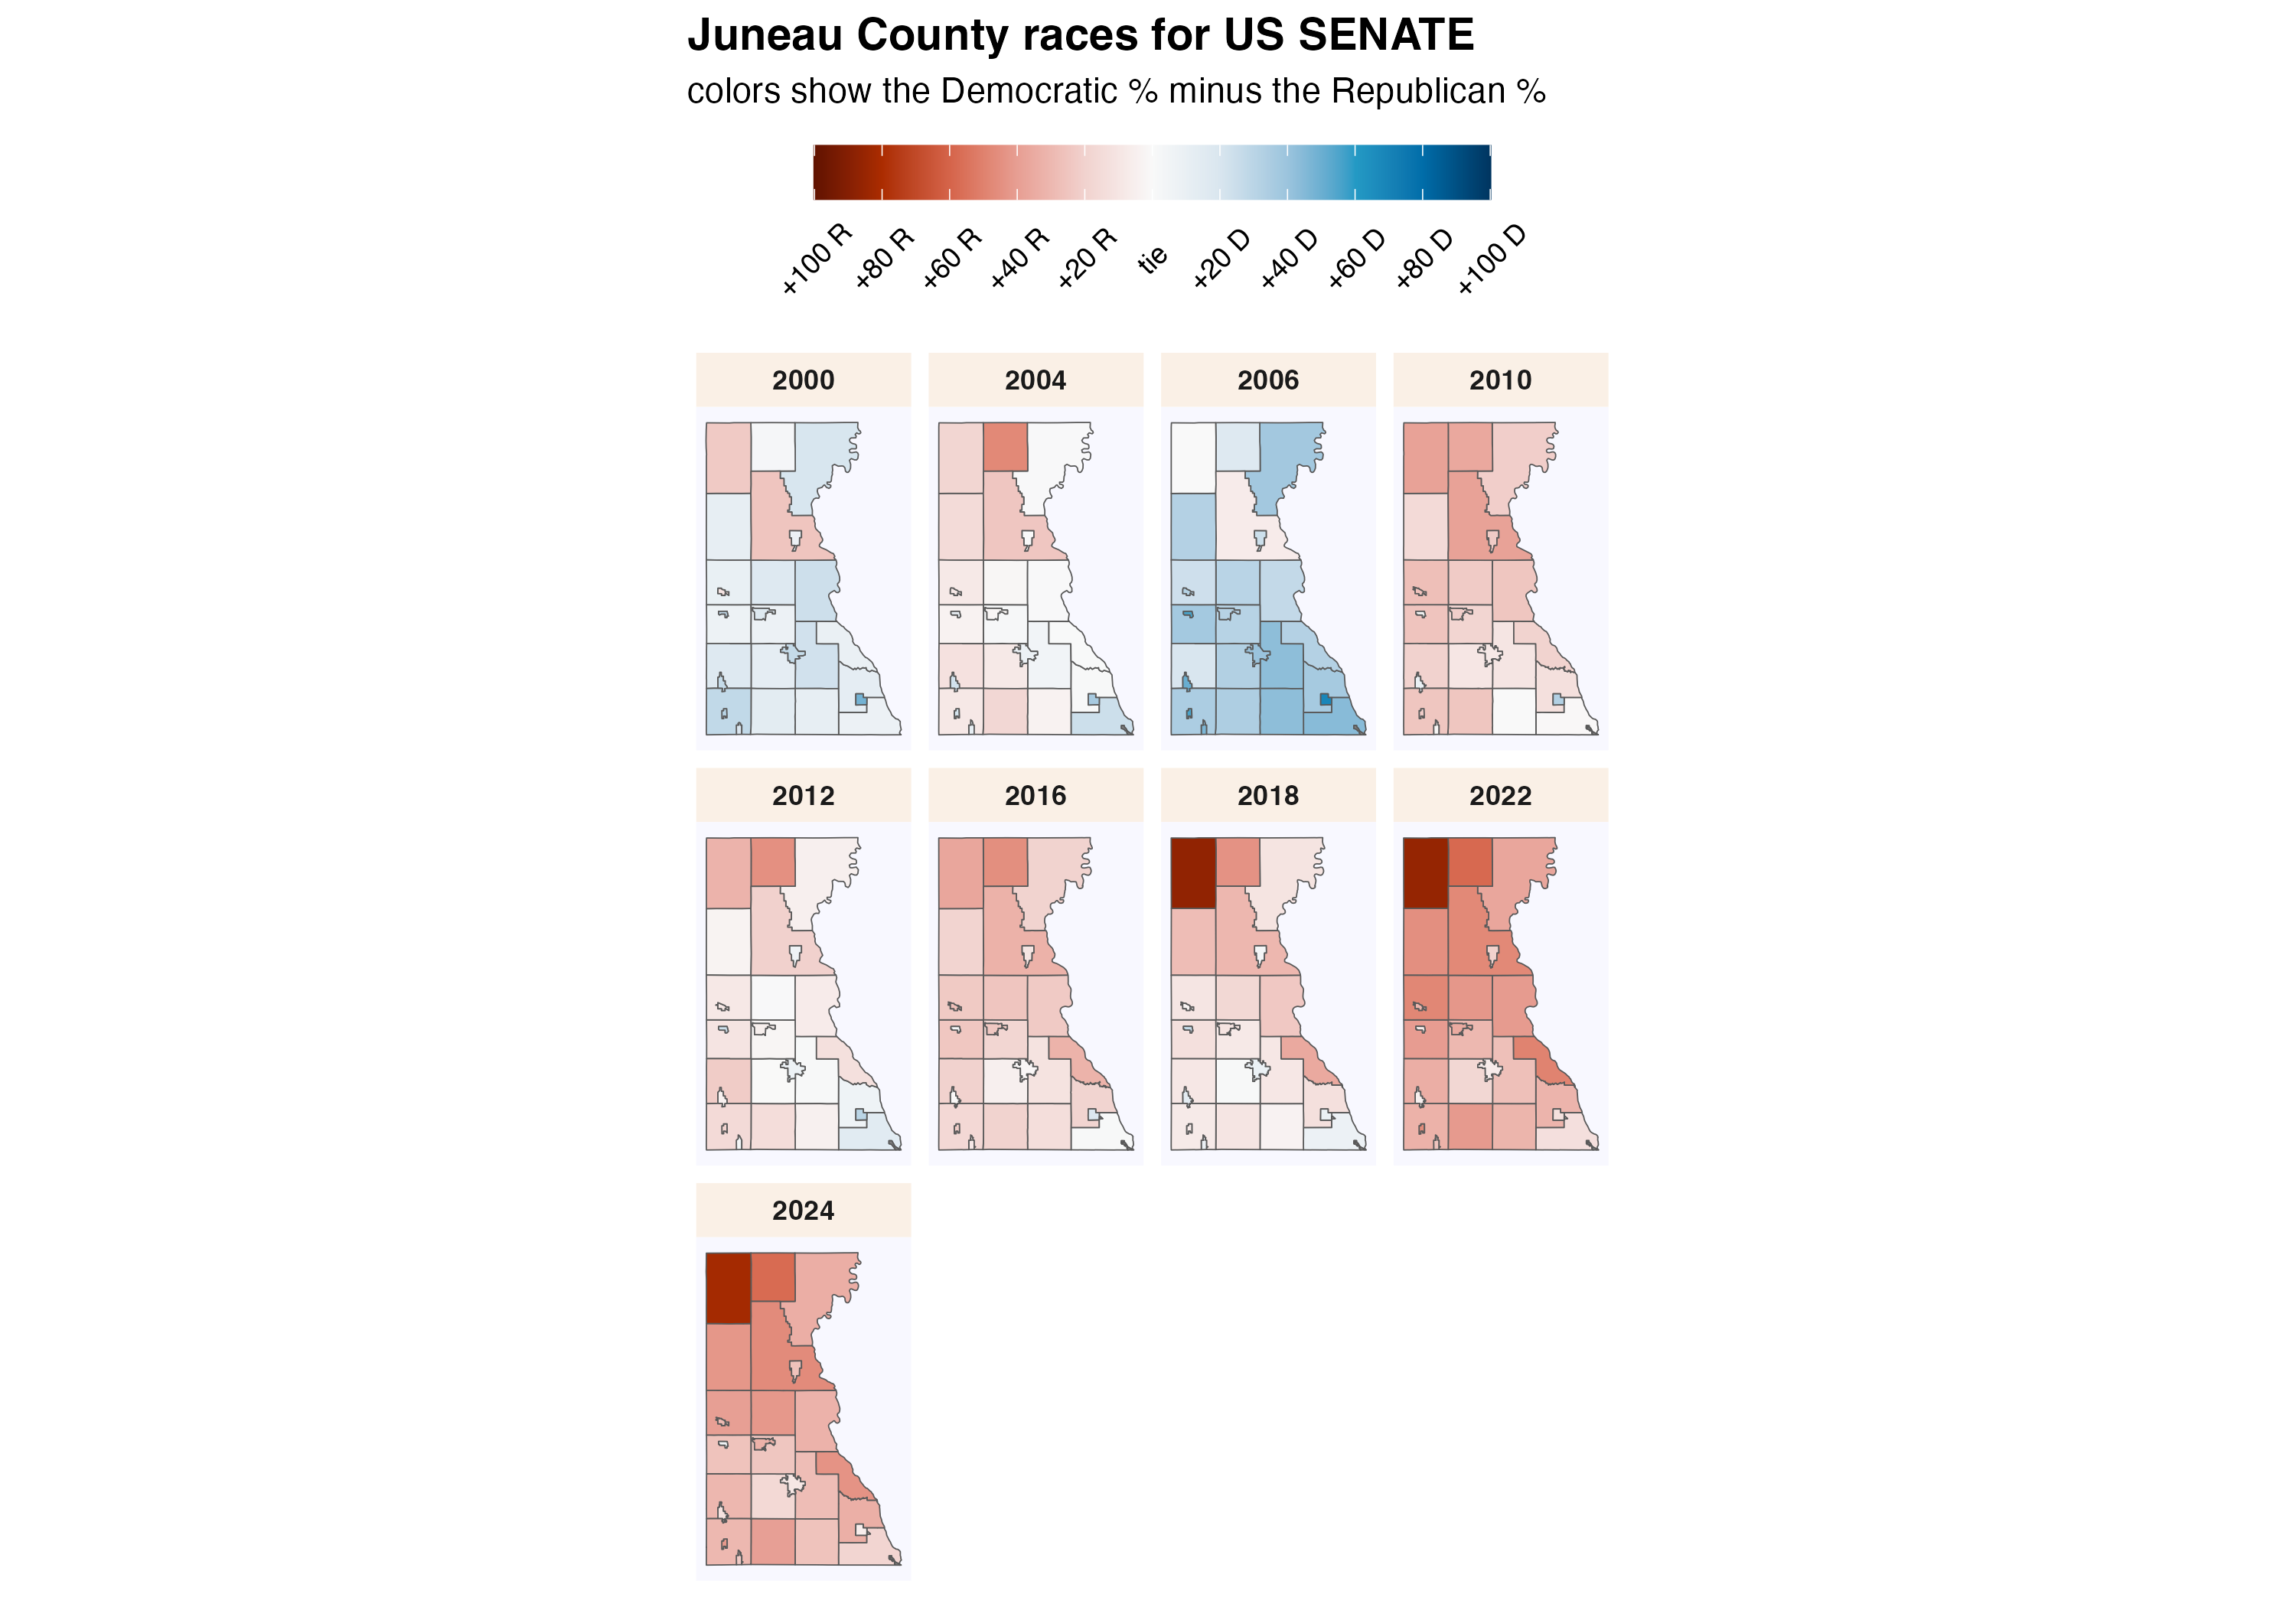 Juneau County races for US SENATE
colors show the Democratic % minus the Republican %
+100 R
+80 R
+60 R
+40 R
+20 R
tie
+20 D
+40 D
+60 D
+80 D
+100 D
2000
2004
2006
2010
2012
2016
2018
2022
2024